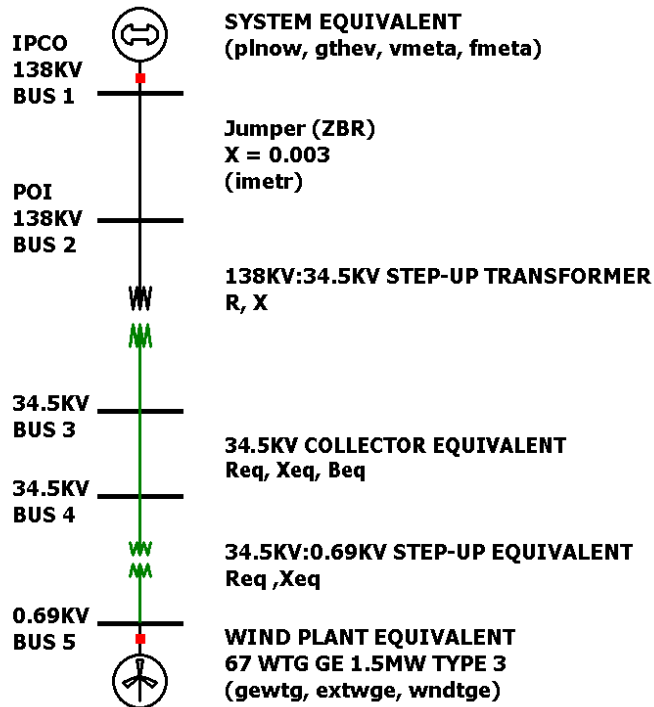 SYSTEM EQUIVALENT
(plnow, gthev, vmeta, fmeta)
IPCO
138KV
BUS 1
Jumper (ZBR)
X = 0.003
(imetr)
POI
138KV
BUS 2
138KV:34.5KV STEP-UP TRANSFORMER
R, X
34.5KV
BUS 3
34.5KV COLLECTOR EQUIVALENT
Req, Xeq, Beq
34.5KV
BUS 4
34.5KV:0.69KV STEP-UP EQUIVALENT
Req ,Xeq
0.69KV
BUS 5
WIND PLANT EQUIVALENT
67 WTG GE 1.5MW TYPE 3
(gewtg, extwge, wndtge)